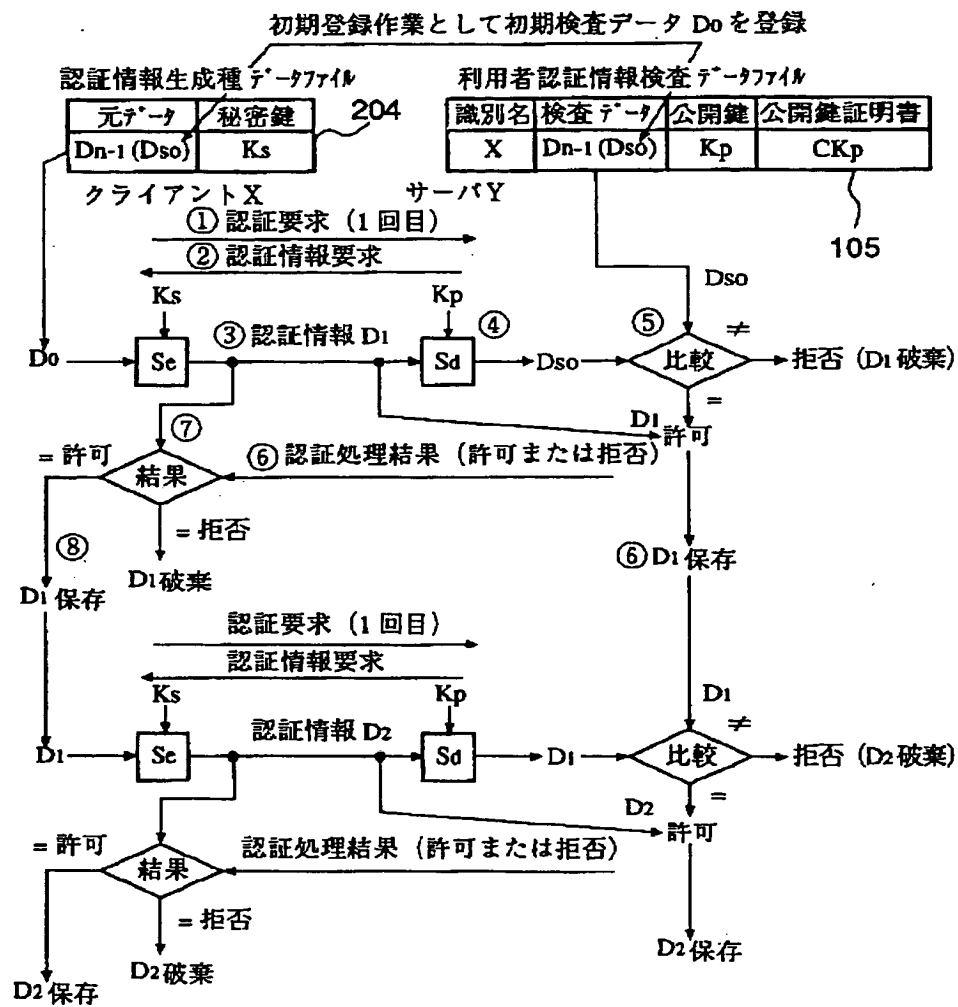 初期登録作業として初期検査データ Do を登録
認証情報生成種 データファイル
利用者認証情報検査 データファイル
元データ 秘密鍵
Dn-1 (Dso) Ks
204
識別名 検査データ 公開鍵 公開鍵証明書
X Dn-1 (Dso) Kp CKp
105
クライアントX
サーバY
①認証要求 (1回目)
②認証情報要求
Dso
Ks
Kp
③認証情報 D1
④
⑤
≠
Do
Se
Sd
Dso
比較
拒否 (D1 破棄)
=
D1 許可
⑦
=許可
結果
⑥認証処理結果 (許可または拒否)
=拒否
⑧
D1破棄
⑥D1 保存
D1 保存
認証要求 (1回目)
認証情報要求
Ks
Kp
D1
認証情報 D2
≠
D1
Se
Sd
D1
比較
拒否 (D2 破棄)
=
D2 許可
=許可
結果
認証処理結果 (許可または拒否)
=拒否
D2破棄
D2 保存
D2 保存